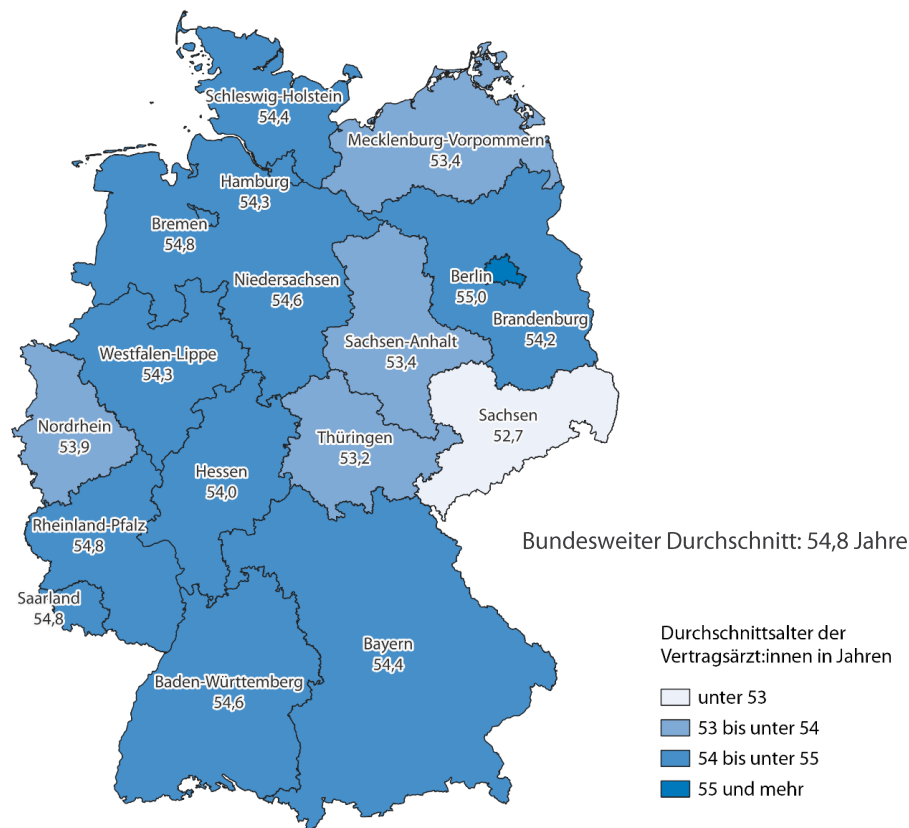 Schleswig-Holstein
54,4
Mecklenburg-Vorpommern
53,4
Hamburg
54,3
Bremen
54,8
Niedersachsen
54,6
Berlin
55,0
Brandenburg
54,2
Sachsen-Anhalt
53,4
Westfalen-Lippe
54,3
Nordrhein
53,9
Sachsen
52,7
Thüringen
53,2
Hessen
54,0
Rheinland-Pfalz
54,8
Saarland
54,8
Bayern
54,4
Baden-Württemberg
54,6
Bundesweiter Durchschnitt: 54,8 Jahre
Durchschnittsalter der
Vertragsärzt:innen in Jahren
unter 53
53 bis unter 54
54 bis unter 55
55 und mehr